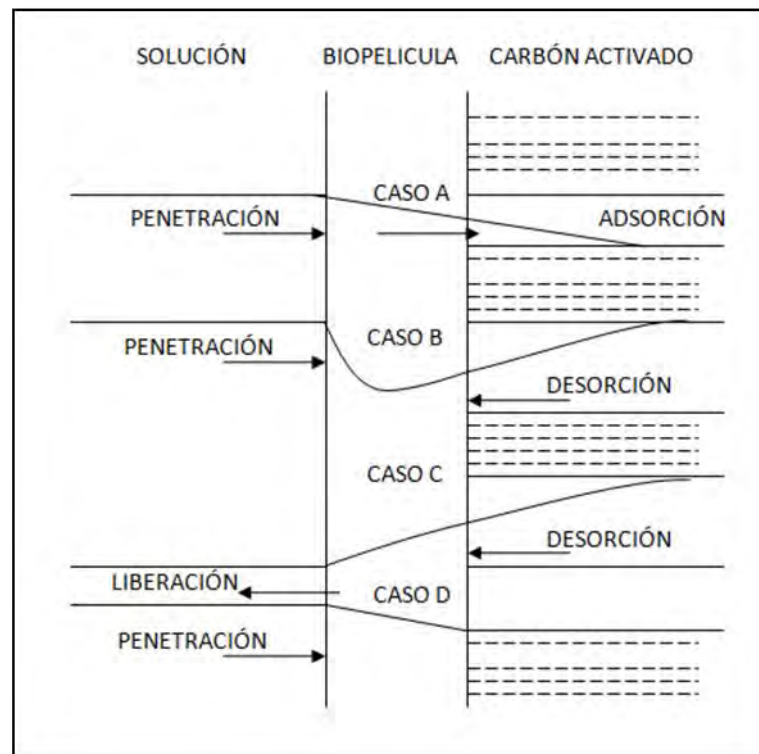 SOLUCIÓN BIOPELICULA CARBÓN ACTIVADO
CASO A
PENETRACIÓN ADSORCIÓN
CASO B
PENETRACIÓN
DESORCIÓN
CASO C
DESORCIÓN
LIBERACIÓN
CASO D
PENETRACIÓN